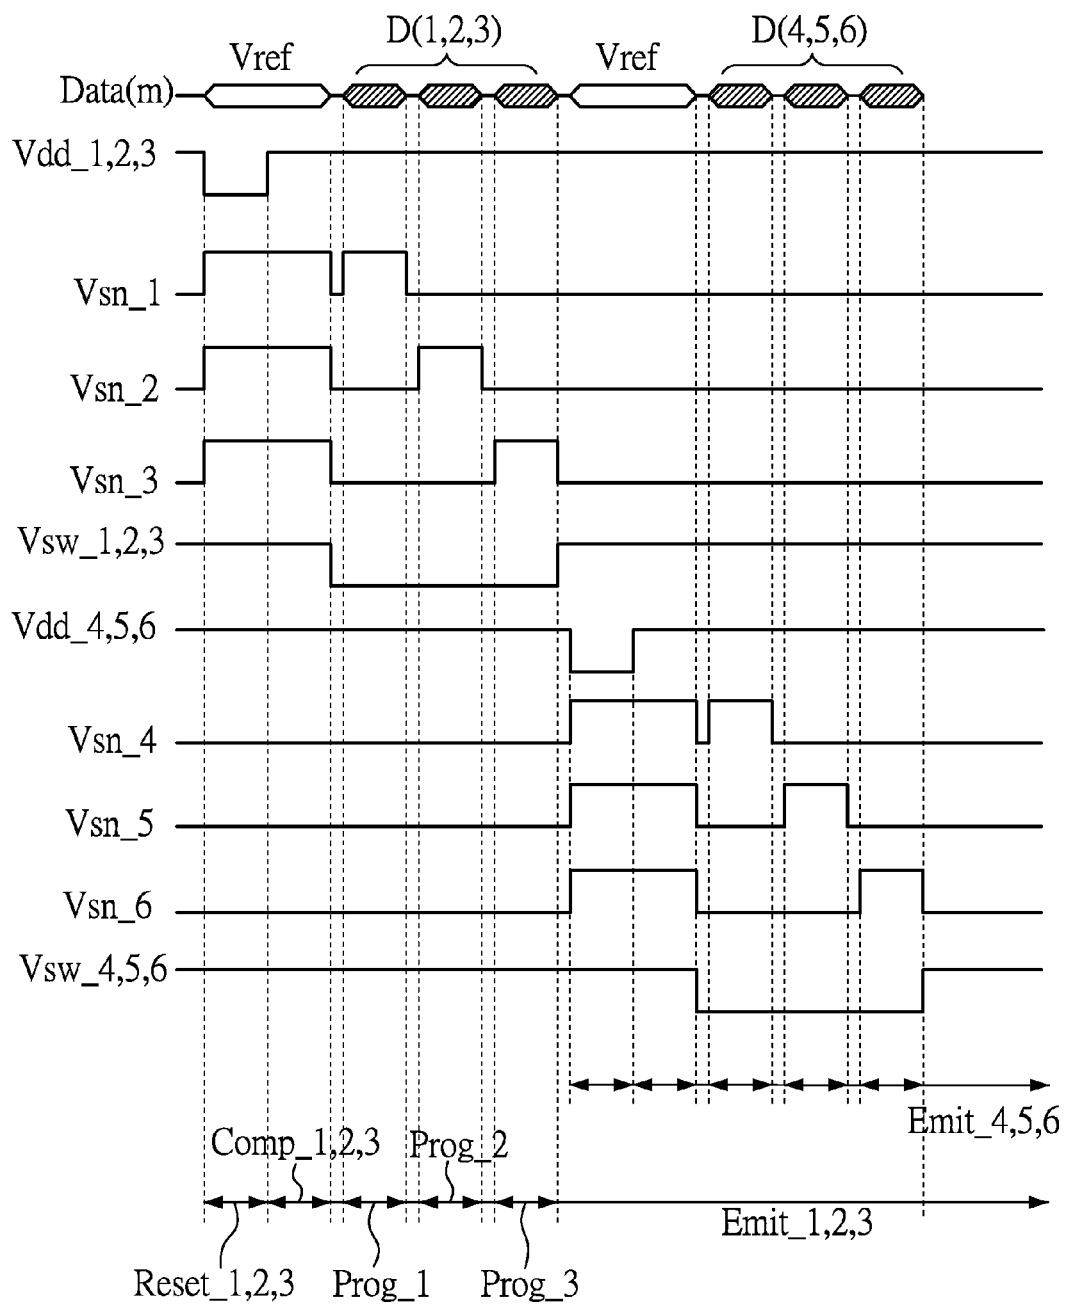 D(1,2,3)
D(4,5,6)
Vref
Vref
Data(m)
Vdd_1,2,3
Vsn_1
Vsn_2
Vsn_3
Vsw_1,2,3
Vdd_4,5,6
Vsn_4
Vsn_5
Vsn_6
Vsw_4,5,6
Emit_4,5,6
Comp_1,2,3
Prog_2
Emit_1,2,3
Reset_1,2,3
Prog_1
Prog_3